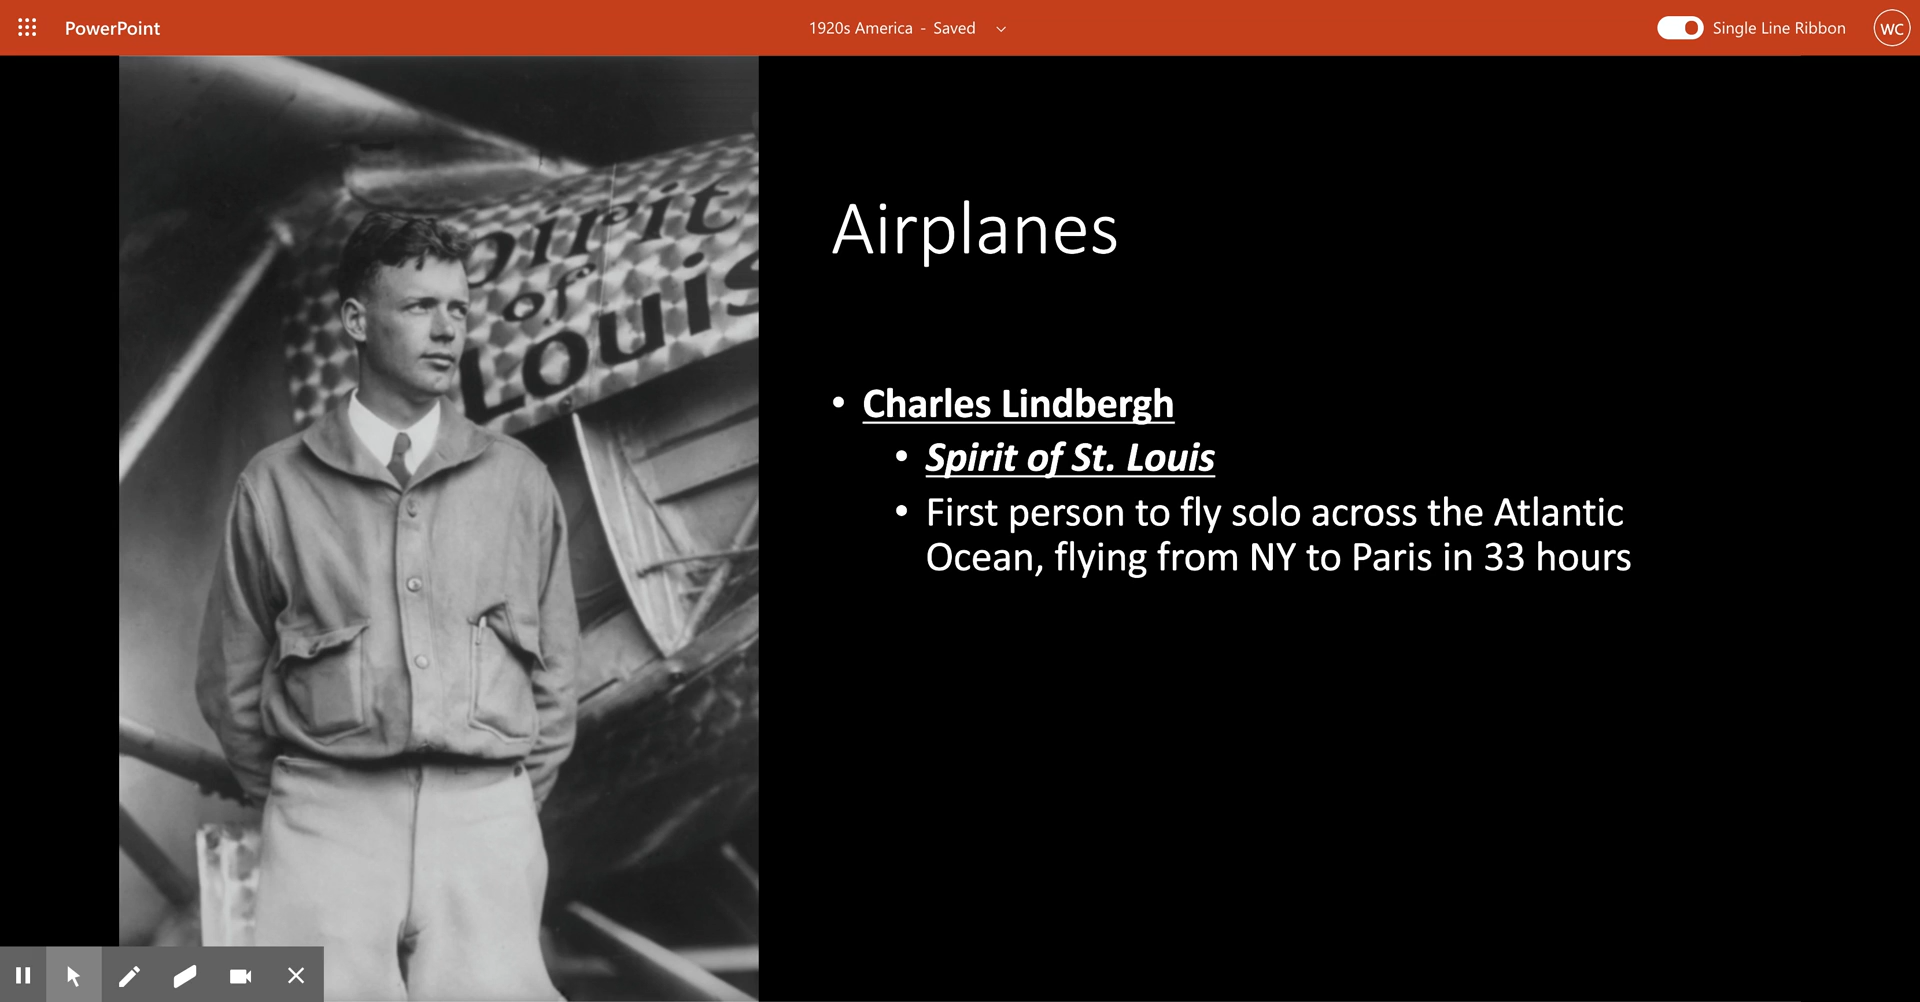 PowerPoint
1920s America - Saved
Single Line Ribbon
WC
pirit
of
Louis
Airplanes
• Charles Lindbergh
• Spirit of St. Louis
• First person to fly solo across the Atlantic
Ocean, flying from NY to Paris in 33 hours